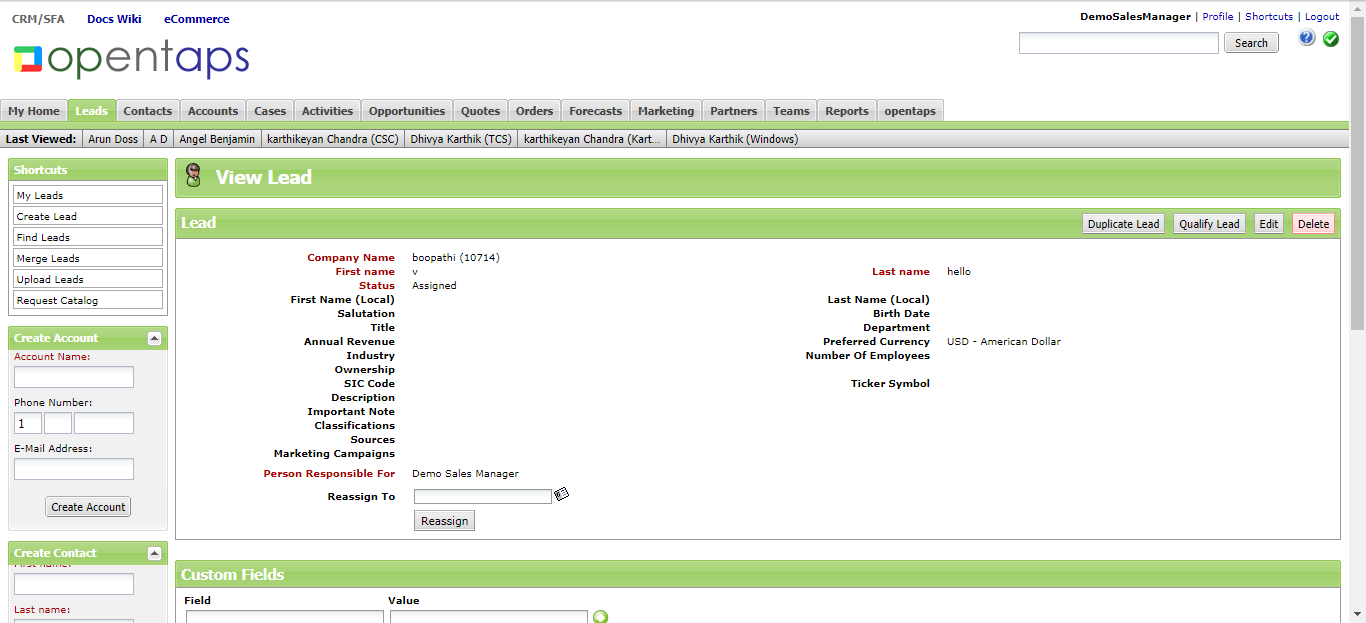 CRM/SFA Docs Wiki eCommerce
DemoSalesManager | Profile | Shortcuts | Logout
opentaps
Search
My Home Leads Contacts Accounts Cases Activities Opportunities Quotes Orders Forecasts Marketing Partners Teams Reports opentaps
Last Viewed: Arun Doss A D Angel Benjamin karthikeyan Chandra (CSC) Dhivya Karthik (TCS) karthikeyan Chandra (Kart... Dhivya Karthik (Windows)
Shortcuts
My Leads
Create Lead
Find Leads
Merge Leads
Upload Leads
Request Catalog
Create Account
Account Name:
Phone Number:
1
E-Mail Address:
Create Account
Create Contact
First name:
Last name:
View Lead
Lead
Duplicate Lead Qualify Lead Edit Delete
Company Name boopathi (10714)
First name v Last name hello
Status Assigned
First Name (Local) Last Name (Local)
Salutation Birth Date
Title Department
Annual Revenue Preferred Currency USD - American Dollar
Industry Number Of Employees
Ownership
SIC Code Ticker Symbol
Description
Important Note
Classifications
Sources
Marketing Campaigns
Person Responsible For Demo Sales Manager
Reassign To
Reassign
Custom Fields
Field Value